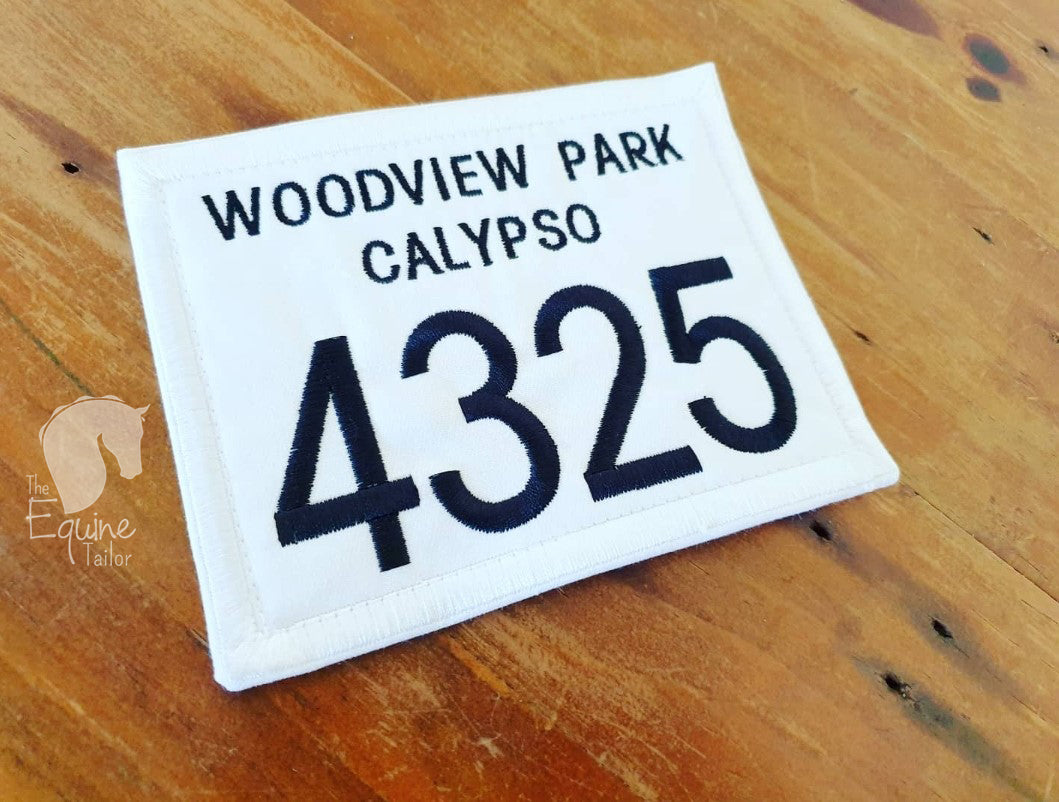 WOODVIEW PARK
CALYPSO
4325
The
Equine
Tailor